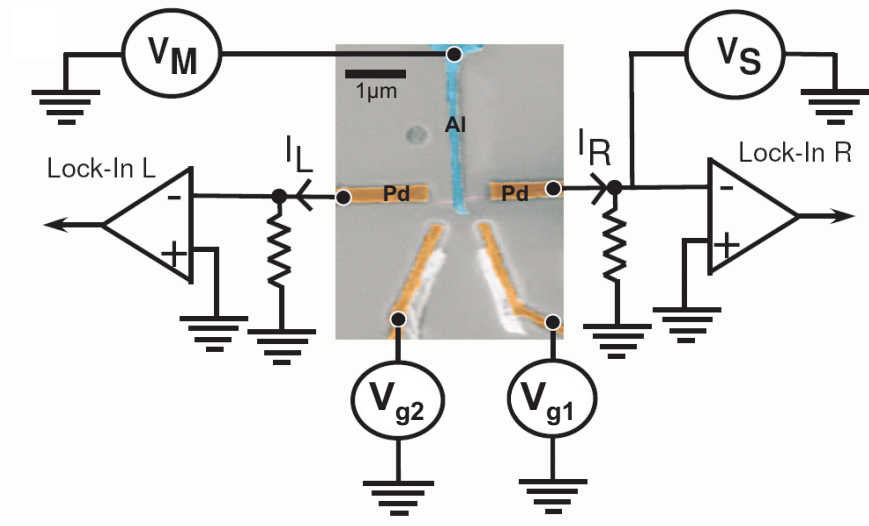 V_M
V_S
1µm
Al
Lock-In L
I_L
I_R
Lock-In R
Pd
Pd
-
+
-
+
V_g2
V_g1